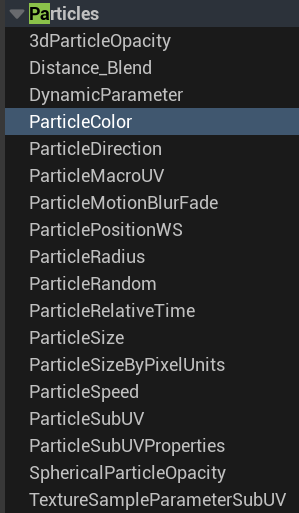 Particles
3dParticleOpacity
Distance_Blend
DynamicParameter
ParticleColor
ParticleDirection
ParticleMacroUV
ParticleMotionBlurFade
ParticlePositionWS
ParticleRadius
ParticleRandom
ParticleRelativeTime
ParticleSize
ParticleSizeByPixelUnits
ParticleSpeed
ParticleSubUV
ParticleSubUVProperties
SphericalParticleOpacity
TextureSampleParameterSubUV